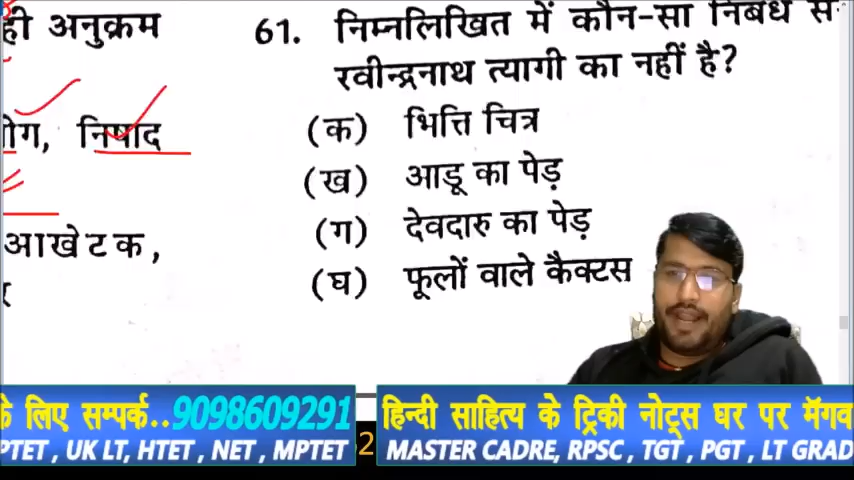 ही अनुक्रम
निषाद
आखेटक,
61. निम्नलिखित में कौन-सा निबंध
रवीन्द्रनाथ त्यागी का नहीं है?
(क) भित्ति चित्र
(ख) आडू का पेड़
(ग) देवदारु का पेड़
(घ) फूलों वाले कैक्टस
के लिए सम्पर्क..9098609291
हिन्दी साहित्य के ट्रिकी नोट्स घर पर मॅगव
PTET, UK LT, HTET, NET, MPTET
MASTER CADRE, RPSC, TGT, PGT, LT GRAD